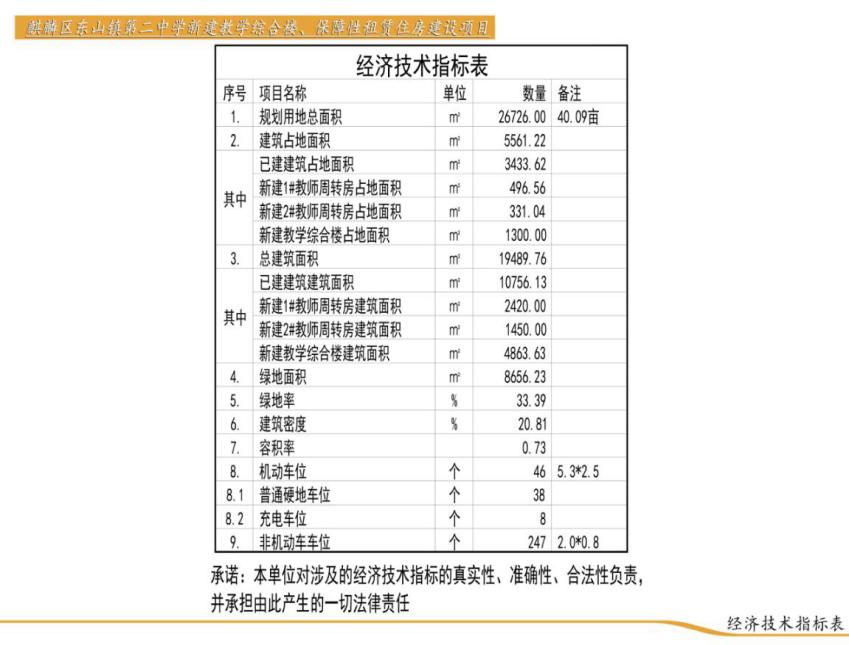 麒麟区东山镇第二中学新建教学综合楼、保障性租赁住房建设项目
经济技术指标表
序号 项目名称 单位 数量 备注
1. 规划用地总面积 ㎡ 26726.00 40.09亩
2. 建筑占地面积 ㎡ 5561.22
其中
已建建筑占地面积 ㎡ 3433.62
新建1#教师周转房占地面积 ㎡ 496.56
新建2#教师周转房占地面积 ㎡ 331.04
新建教学综合楼占地面积 ㎡ 1300.00
3. 总建筑面积 ㎡ 19489.76
其中
已建建筑建筑面积 ㎡ 10756.13
新建1#教师周转房建筑面积 ㎡ 2420.00
新建2#教师周转房建筑面积 ㎡ 1450.00
新建教学综合楼建筑面积 ㎡ 4863.63
4. 绿地面积 ㎡ 8656.23
5. 绿地率 % 33.39
6. 建筑密度 % 20.81
7. 容积率 0.73
8. 机动车位 个 46 5.3*2.5
8.1 普通硬地车位 个 38
8.2 充电车位 个 8
9. 非机动车车位 个 247 2.0*0.8
承诺：本单位对涉及的经济技术指标的真实性、准确性、合法性负责，
并承担由此产生的一切法律责任
经济技术指标表